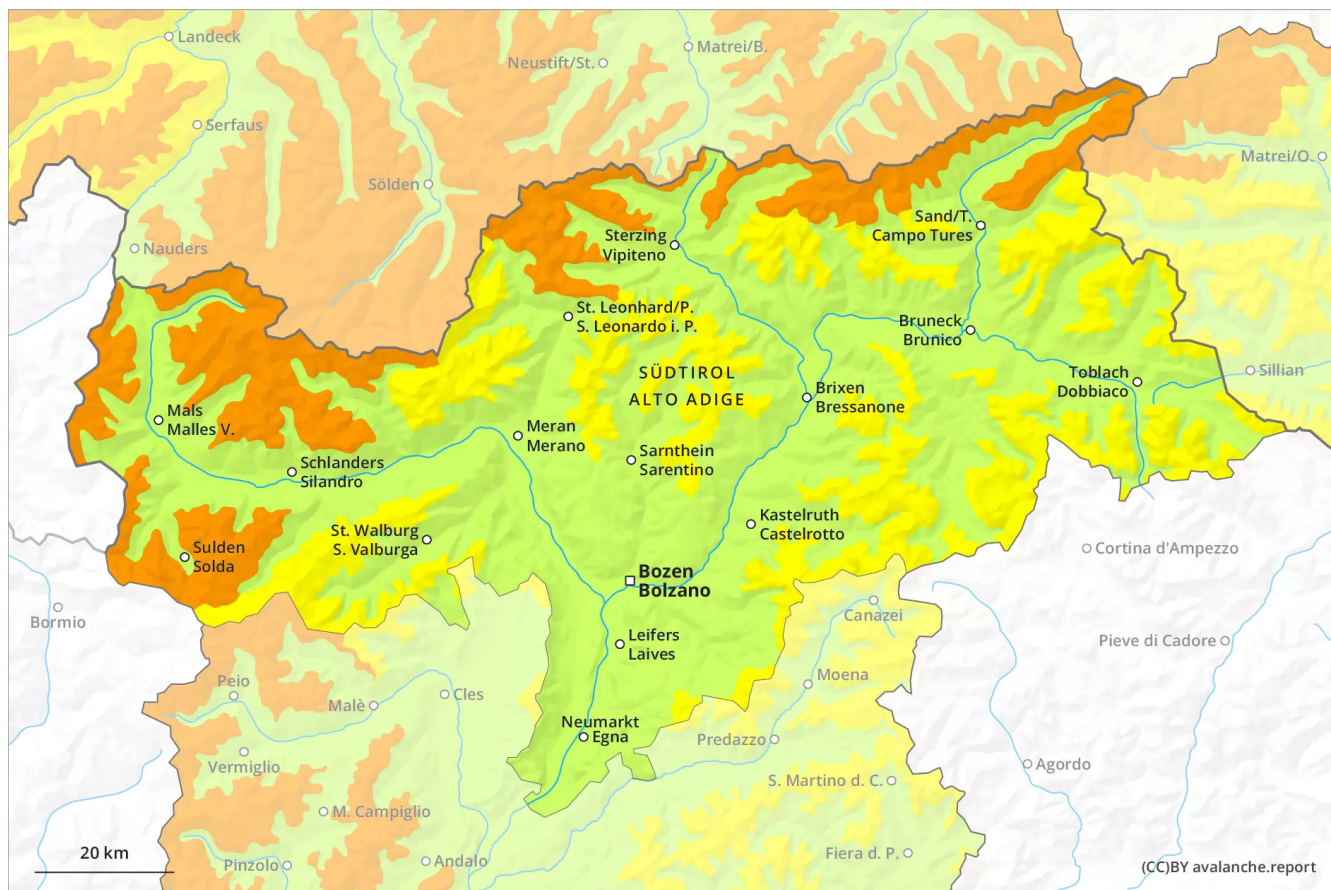 Landeck
Matrei/B.
Neustift/St.
Serfaus
Matrei/O.
Sölden
Sand/T.
Campo Tures
Sterzing
Vipiteno
Nauders
St. Leonhard/P.
S. Leonardo i. P.
Bruneck
Brunico
SÜDTIROL
ALTO ADIGE
Toblach
Dobbiaco
Sillian
Brixen
Bressanone
Mals
Malles V.
Meran
Merano
Sarnthein
Sarentino
Schlanders
Silandro
Kastelruth
Castelrotto
St. Walburg
S. Valburga
Sulden
Solda
Cortina d'Ampezzo
Bozen
Bolzano
Bormio
Canazei
Leifers
Laives
Pieve di Cadore
Peio
Moena
Cles
Malè
Neumarkt
Egna
Predazzo
Vermiglio
Agordo
S. Martino d. C.
M. Campiglio
20 km
Andalo
Fiera d. P.
Pinzolo
(CC)BY avalanche.report